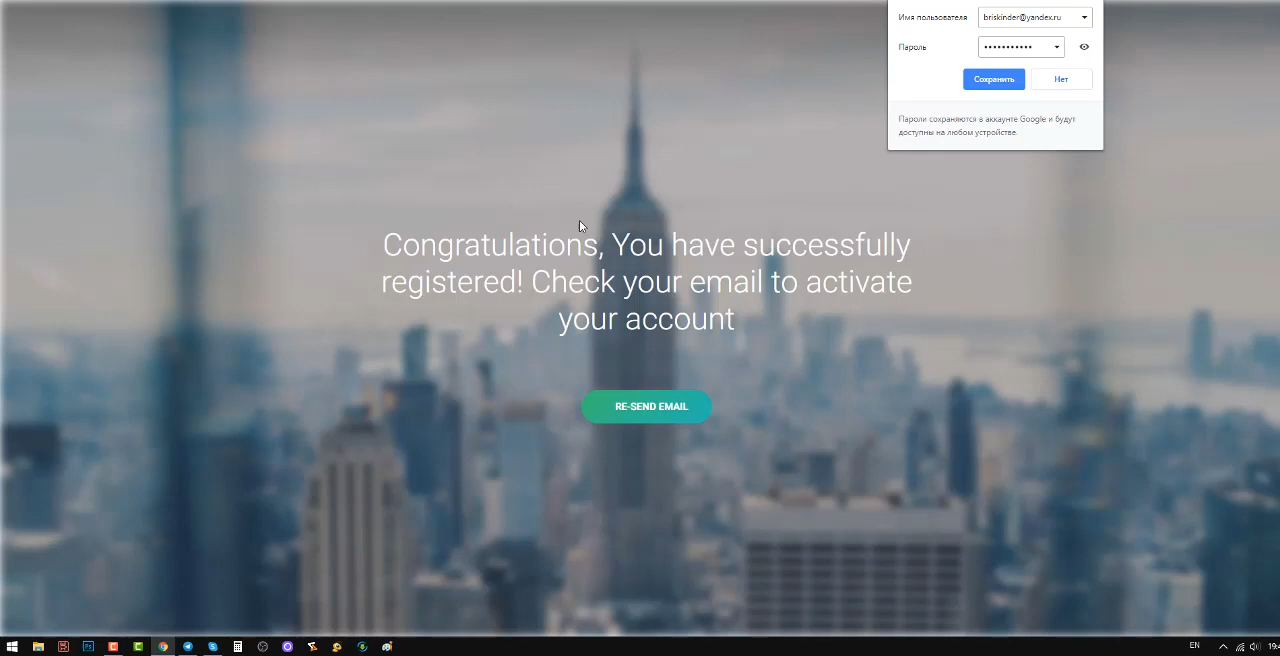 Имя пользователя briskinder@yandex.ru
Пароль •••••••••••
Сохранить Нет
Пароли сохраняются в аккаунте Google и будут
доступны на любом устройстве.
Congratulations, You have successfully
registered! Check your email to activate
your account
RE-SEND EMAIL
EN